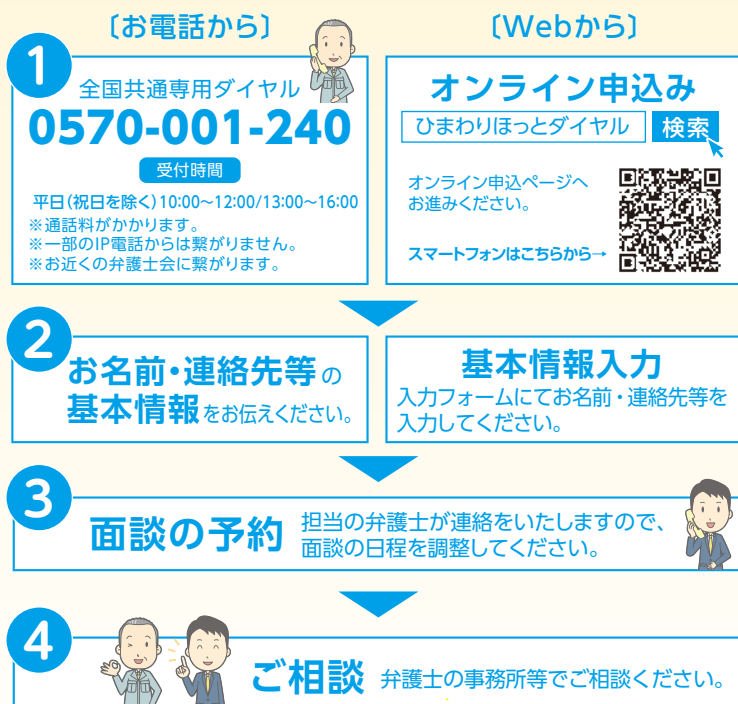 〔お電話から〕
1
全国共通専用ダイヤル
0570-001-240
受付時間
平日(祝日を除く)10:00～12:00/13:00～16:00
※通話料がかかります。
※一部のIP電話からは繋がりません。
※お近くの弁護士会に繋がります。
〔Webから〕
オンライン申込み
ひまわりほっとダイヤル 検索
オンライン申込ページへ
お進みください。
スマートフォンはこちらから→
2
お名前・連絡先等の
基本情報をお伝えください。
基本情報入力
入力フォームにてお名前・連絡先等を
入力してください。
3
面談の予約
担当の弁護士が連絡をいたしますので、
面談の日程を調整してください。
4
ご相談 弁護士の事務所等でご相談ください。